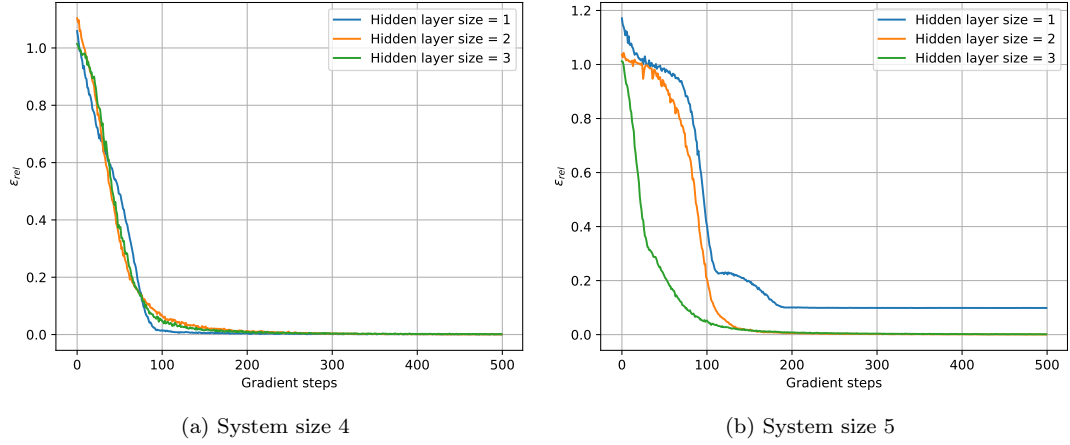 1.0
0.8
0.6
0.4
0.2
0.0
ε_rel
0 100 200 300 400 500
Gradient steps
Hidden layer size = 1
Hidden layer size = 2
Hidden layer size = 3
(a) System size 4
1.2
1.0
0.8
0.6
0.4
0.2
0.0
ε_rel
0 100 200 300 400 500
Gradient steps
Hidden layer size = 1
Hidden layer size = 2
Hidden layer size = 3
(b) System size 5